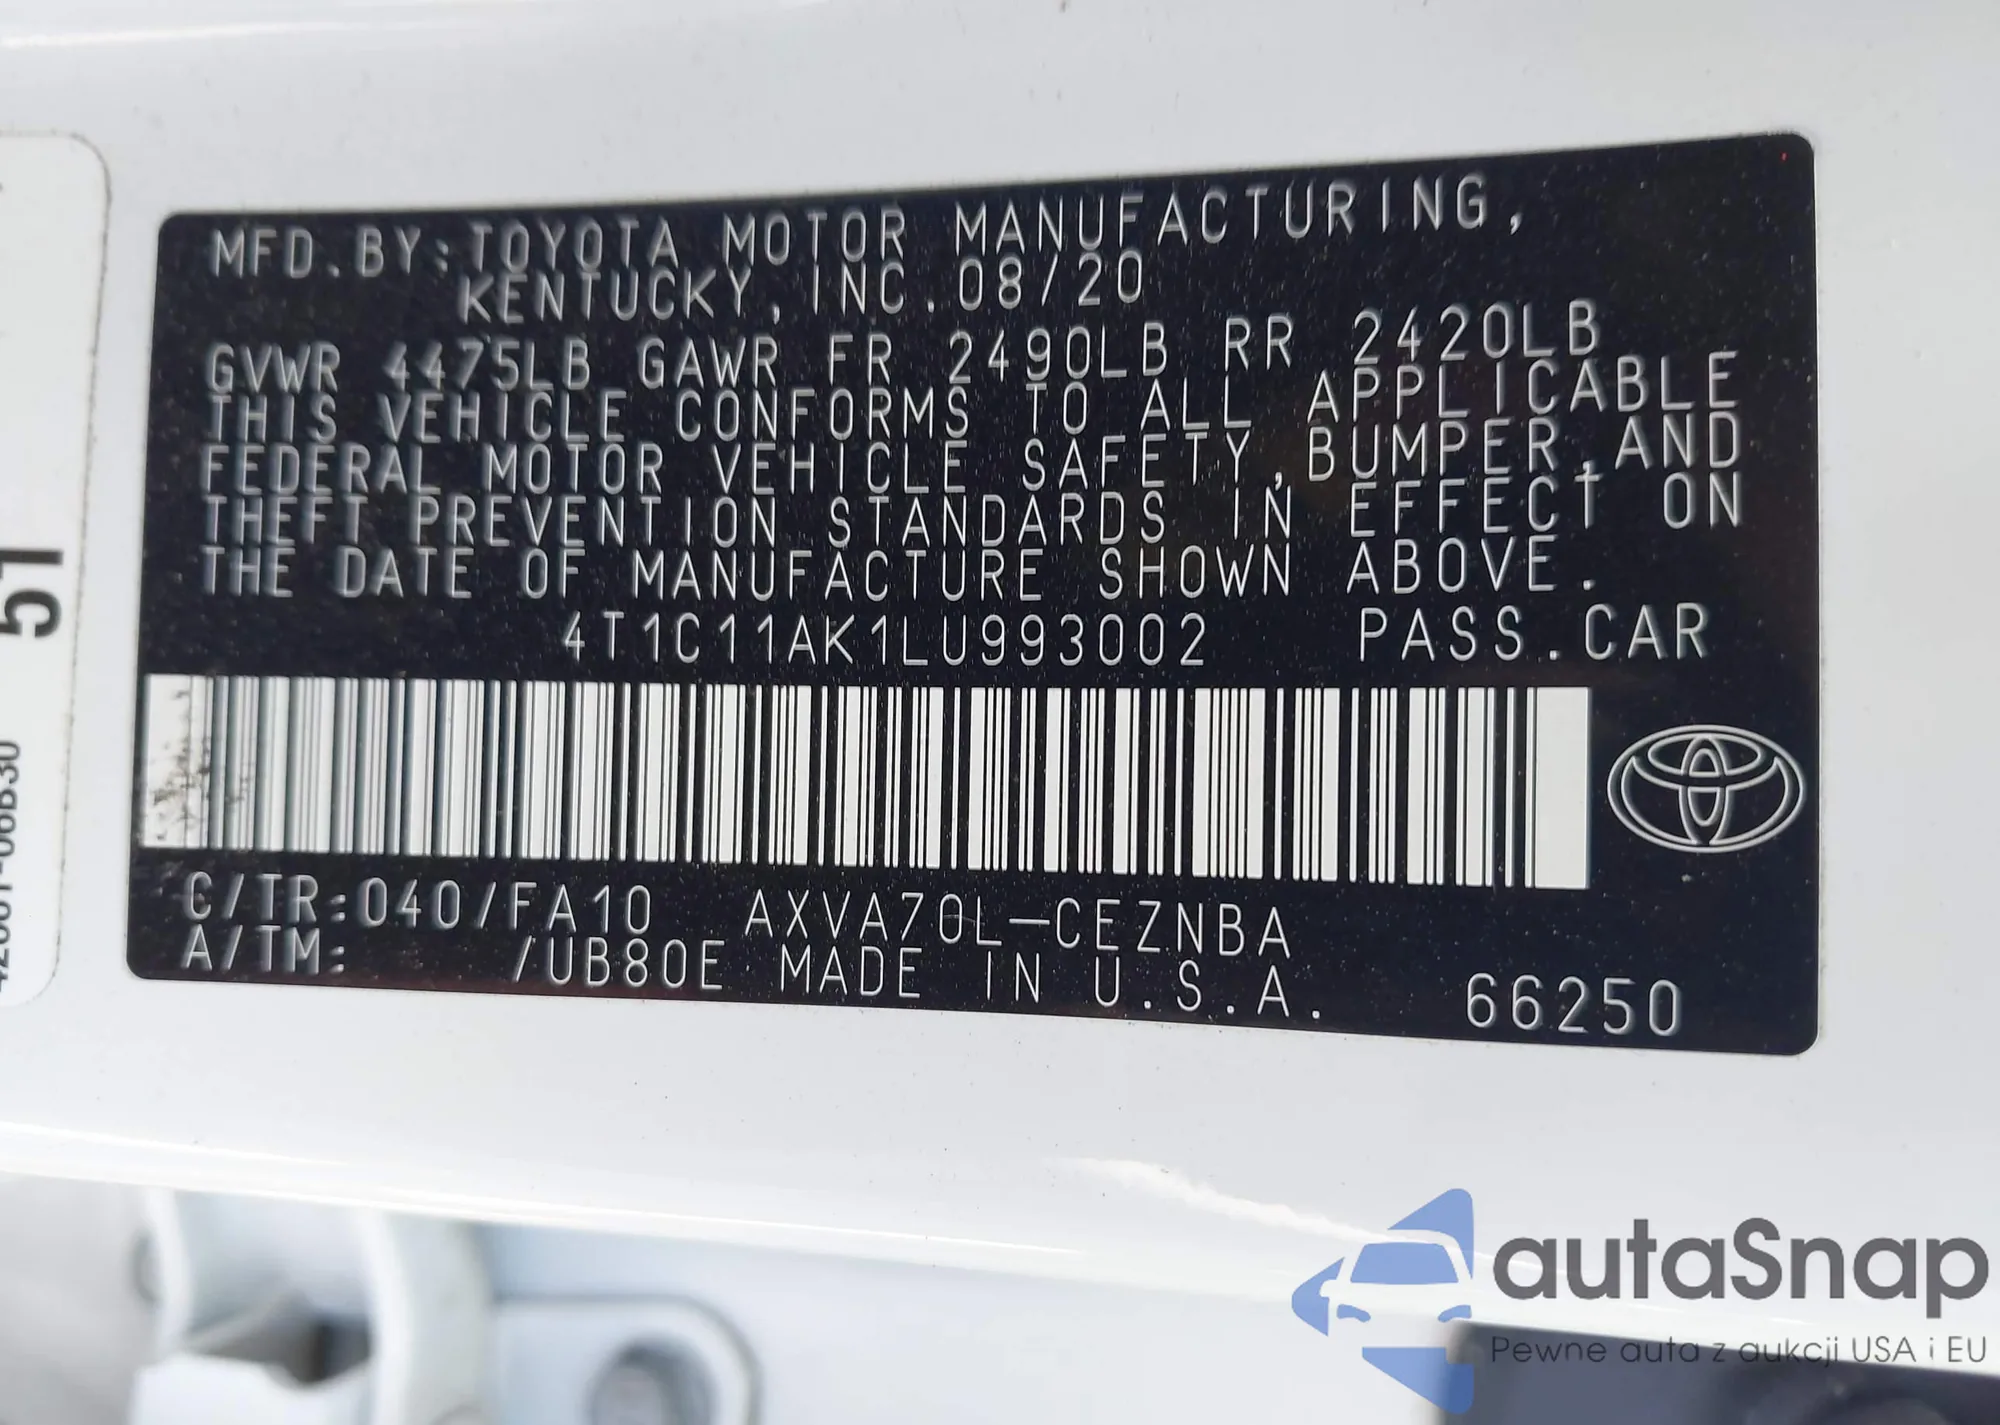 MFD.BY:TOYOTA MOTOR MANUFACTURING,
KENTUCKY, INC.08/20
GVWR 4475LB GAWR FR 2490LB RR 2420LB
THIS VEHICLE CONFORMS TO ALL APPLICABLE
FEDERAL MOTOR VEHICLE SAFETY,BUMPER,AND
THEFT PREVENTION STANDARDS IN EFFECT ON
THE DATE OF MANUFACTURE SHOWN ABOVE.
4T1C11AK1LU993002 PASS.CAR
C/TR:040/FA10 AXVA70L-CEZNBA
A/TM: /UB80E MADE IN U.S.A. 66250
51
autaSnap
Pewne auta z aukcji USA i EU